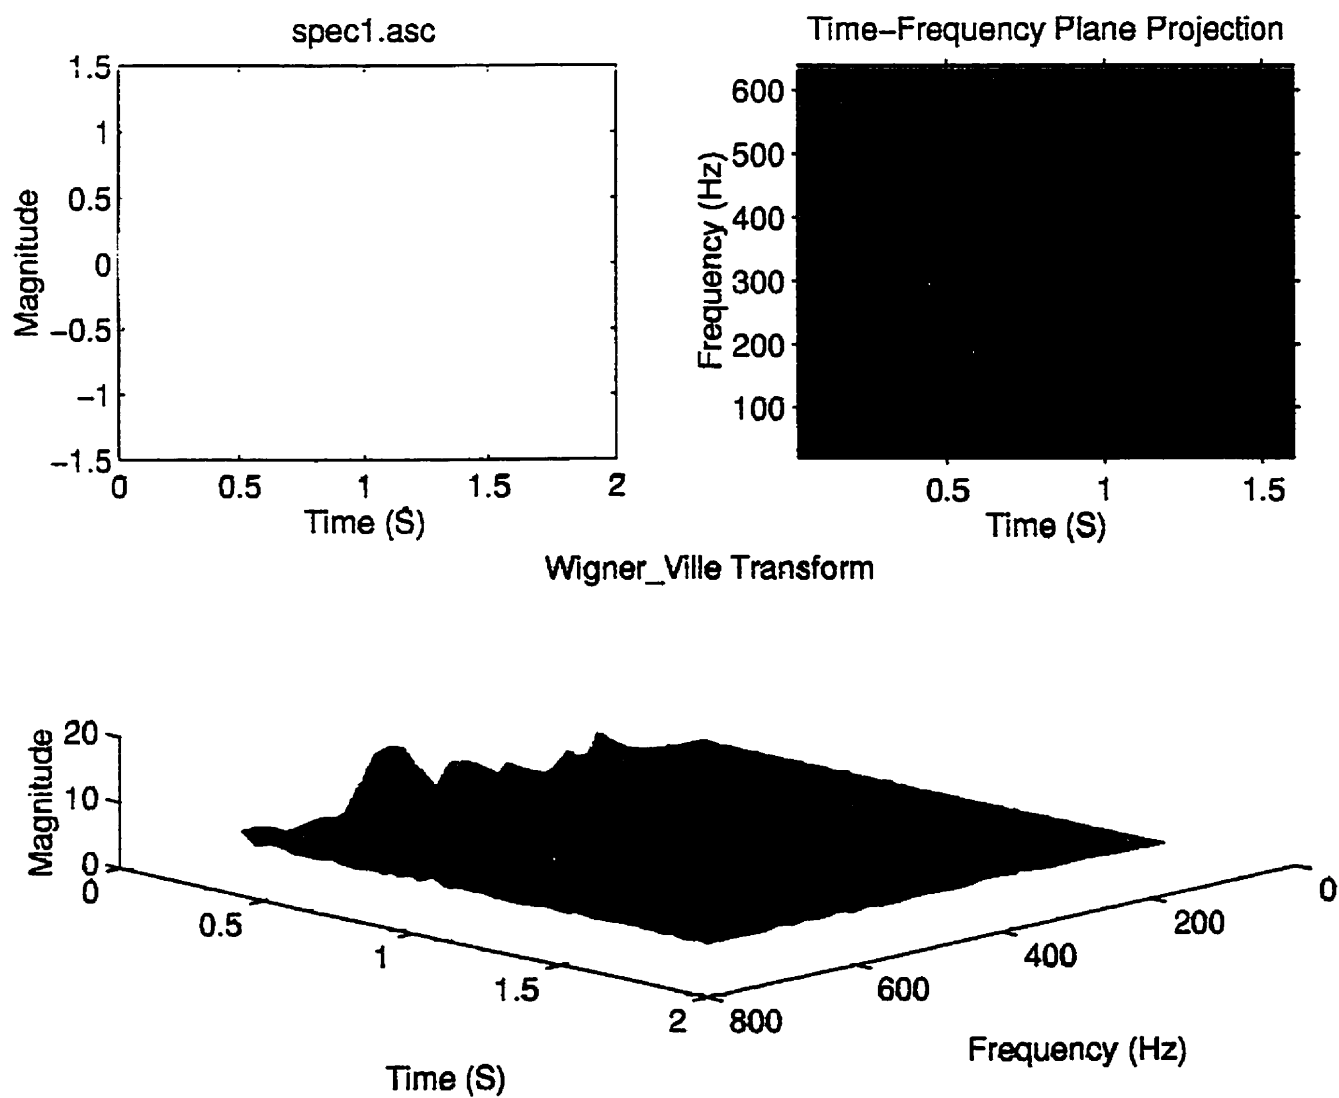 spec1.asc
1.5
1
0.5
0
-0.5
-1
-1.5
Magnitude
0 0.5 1 1.5 2
Time (S)
Time-Frequency Plane Projection
600
500
400
300
200
100
Frequency (Hz)
0.5 1 1.5
Time (S)
Wigner_Ville Transform
20
10
0
Magnitude
0
0.5
1
1.5
2
Time (S)
800
600
400
200
0
Frequency (Hz)